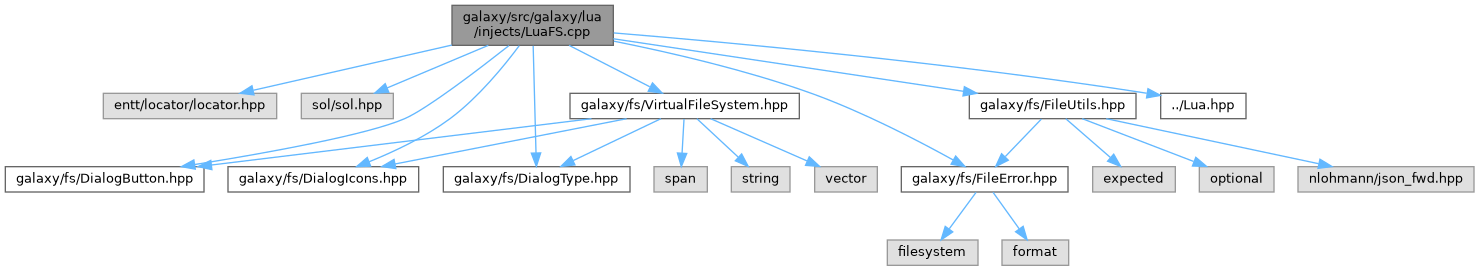 galaxy/src/galaxy/lua
/injects/LuaFS.cpp
entt/locator/locator.hpp
sol/sol.hpp
galaxy/fs/VirtualFileSystem.hpp
galaxy/fs/FileUtils.hpp
../Lua.hpp
galaxy/fs/DialogButton.hpp
galaxy/fs/DialogIcons.hpp
galaxy/fs/DialogType.hpp
span
string
vector
galaxy/fs/FileError.hpp
expected
optional
nlohmann/json_fwd.hpp
filesystem
format